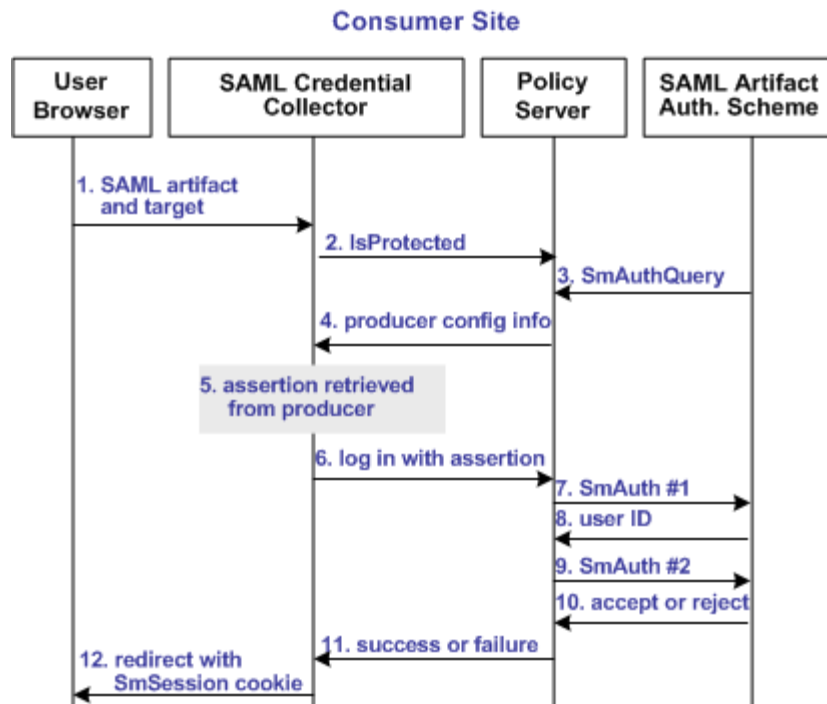 Consumer Site
User
Browser
SAML Credential
Collector
Policy
Server
SAML Artifact
Auth. Scheme
1. SAML artifact
and target
2. IsProtected
3. SmAuthQuery
4. producer config info
5. assertion retrieved
from producer
6. log in with assertion
7. SmAuth #1
8. user ID
9. SmAuth #2
10. accept or reject
11. success or failure
12. redirect with
SmSession cookie